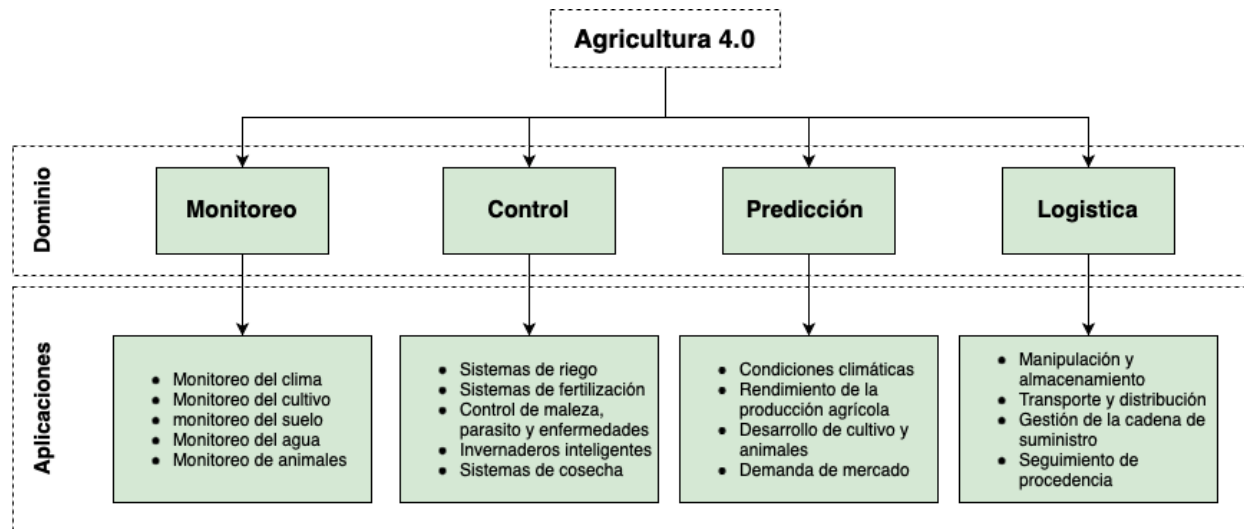 Agricultura 4.0
Dominio
Monitoreo
Control
Predicción
Logistica
Aplicaciones
● Monitoreo del clima
● Monitoreo del cultivo
● monitoreo del suelo
● Monitoreo del agua
● Monitoreo de animales
● Sistemas de riego
● Sistemas de fertilización
● Control de maleza,
parasito y enfermedades
● Invernaderos inteligentes
● Sistemas de cosecha
● Condiciones climáticas
● Rendimiento de la
producción agrícola
● Desarrollo de cultivo y
animales
● Demanda de mercado
● Manipulación y
almacenamiento
● Transporte y distribución
● Gestión de la cadena de
suministro
● Seguimiento de
procedencia